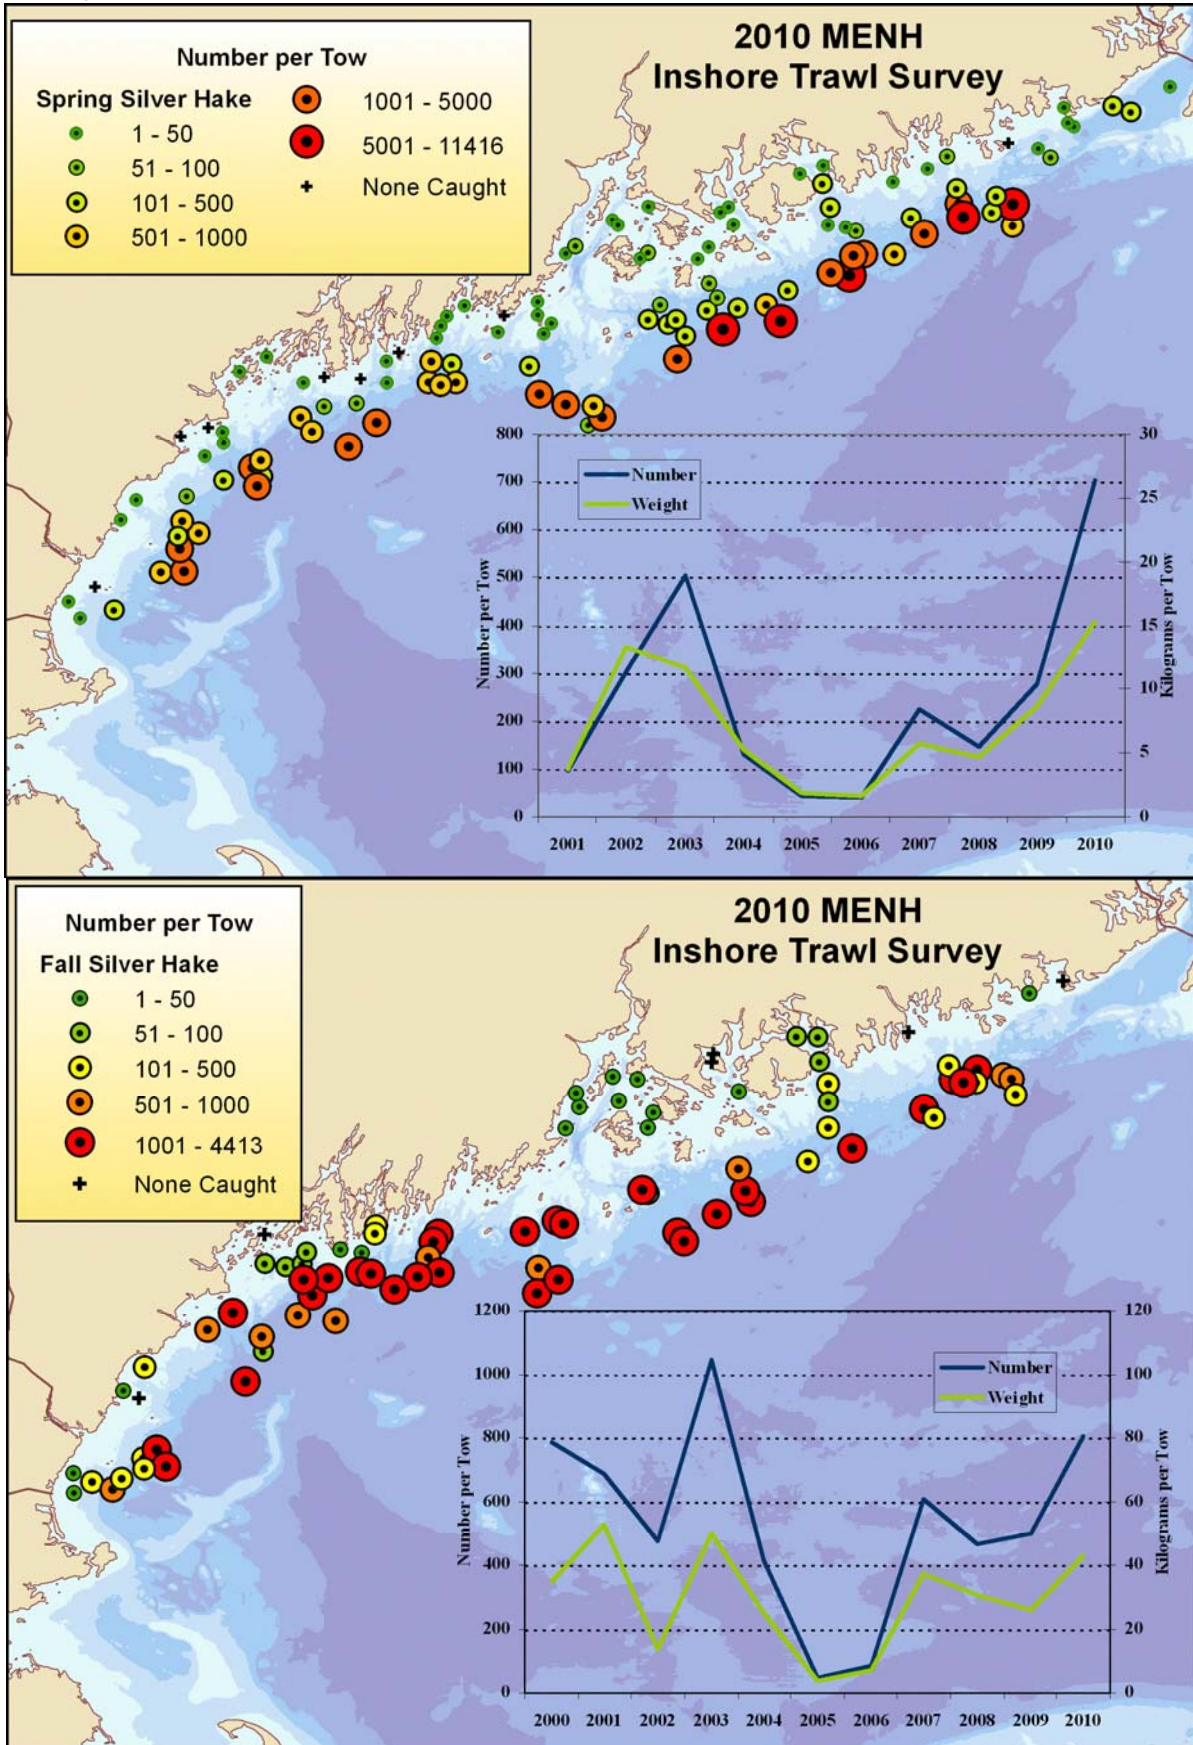 2010 MENH
Inshore Trawl Survey
Number per Tow
Spring Silver Hake
1 - 50
51 - 100
101 - 500
501 - 1000
1001 - 5000
5001 - 11416
None Caught
Number
Weight
Number per Tow
800
700
600
500
400
300
200
100
0
Kilograms per Tow
30
25
20
15
10
5
0
2001 2002 2003 2004 2005 2006 2007 2008 2009 2010
2010 MENH
Inshore Trawl Survey
Number per Tow
Fall Silver Hake
1 - 50
51 - 100
101 - 500
501 - 1000
1001 - 4413
None Caught
Number
Weight
Number per Tow
1200
1000
800
600
400
200
0
Kilograms per Tow
120
100
80
60
40
20
0
2000 2001 2002 2003 2004 2005 2006 2007 2008 2009 2010